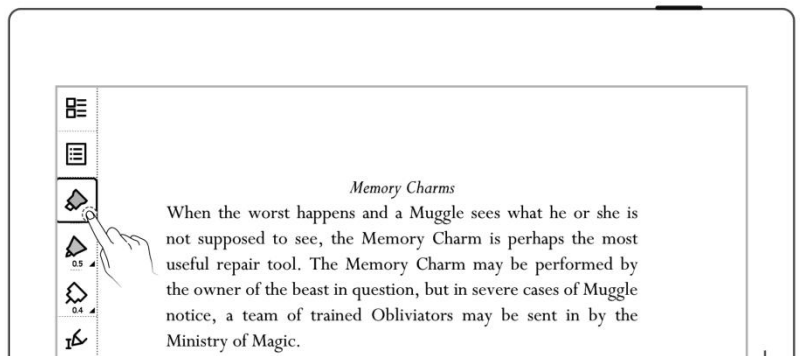 Memory Charms
When the worst happens and a Muggle sees what he or she is
not supposed to see, the Memory Charm is perhaps the most
useful repair tool. The Memory Charm may be performed by
0.5
the owner of the beast in question, but in severe cases of Muggle
0.4
notice, a team of trained Obliviators may be sent in by the
Ministry of Magic.